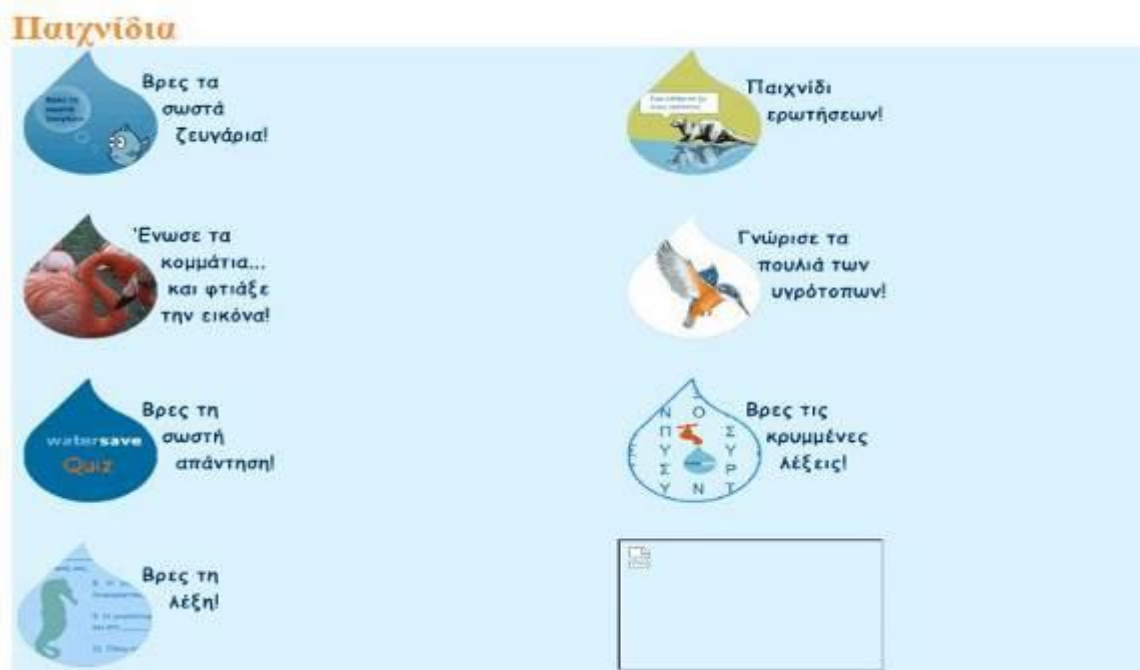 Παιχνίδια
Βρες τα
σωστά
ζευγάρια!
Παιχνίδι
ερωτήσεων!
Ένωσε τα
κομμάτια...
και φτιάξε
την εικόνα!
Γνώρισε τα
πουλιά των
υγρότοπων!
watersave
Quiz
Βρες τη
σωστή
απάντηση!
Ν Ο
Π Σ
Υ Υ
Σ Ρ
Υ Ν Τ
Βρες τις
κρυμμένες
λέξεις!
Βρες τη
λέξη!